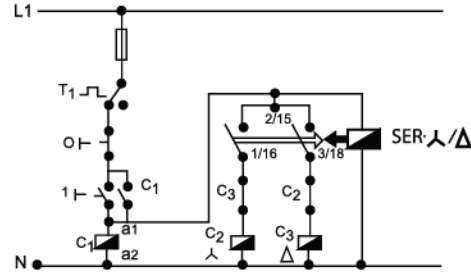 L1
T1
2/15
SER-⅄/Δ
O
1/16
3/18
C1
1
C3
C2
a1
C1
C2
C3
⅄
Δ
a2
N